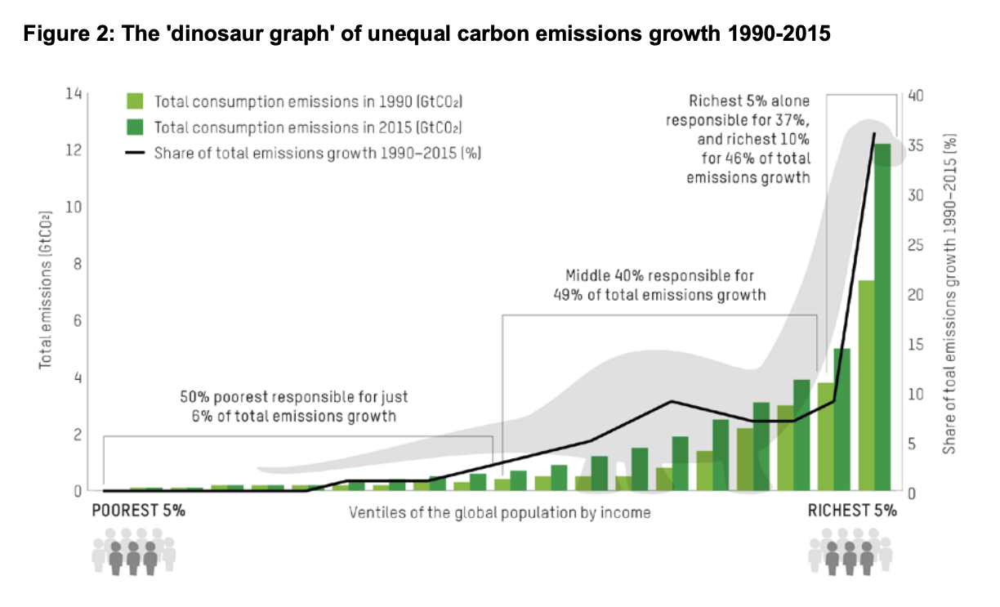 Figure 2: The 'dinosaur graph' of unequal carbon emissions growth 1990-2015
14
12
10
8
6
4
2
0
Total emissions (GtCO₂)
Total consumption emissions in 1990 (GtCO₂)
Total consumption emissions in 2015 (GtCO₂)
Share of total emissions growth 1990–2015 (%)
50% poorest responsible for just
6% of total emissions growth
Middle 40% responsible for
49% of total emissions growth
Richest 5% alone
responsible for 37%,
and richest 10%
for 46% of total
emissions growth
40
35
30
25
20
15
10
5
0
Share of toal emissions growth 1990–2015 (%)
POOREST 5%
Ventiles of the global population by income
RICHEST 5%